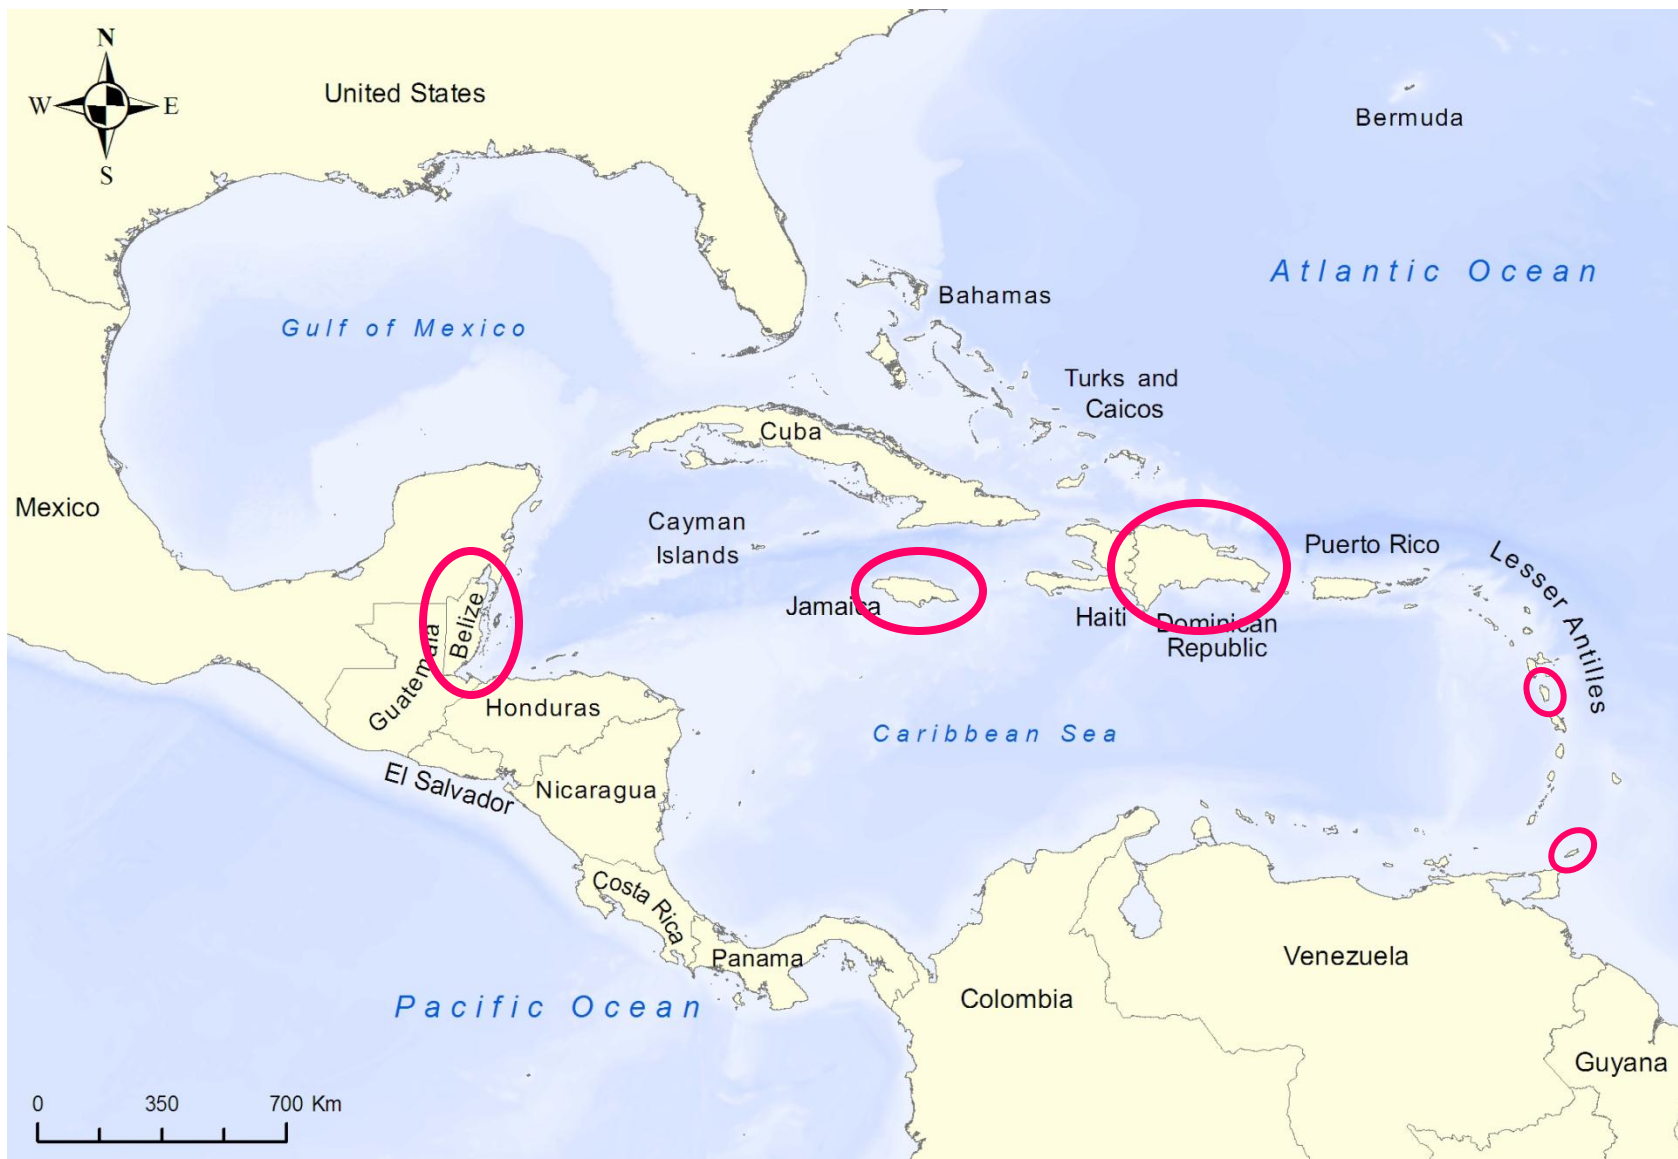 N
W
E
S
United States
Bermuda
Atlantic Ocean
Bahamas
Gulf of Mexico
Turks and
Caicos
Cuba
Mexico
Cayman
Islands
Puerto Rico
Lesser Antilles
Jamaica
Haiti
Dominican
Republic
Belize
Guatemala
Honduras
Caribbean Sea
El Salvador
Nicaragua
Costa Rica
Panama
Venezuela
Colombia
Pacific Ocean
Guyana
0 350 700 Km